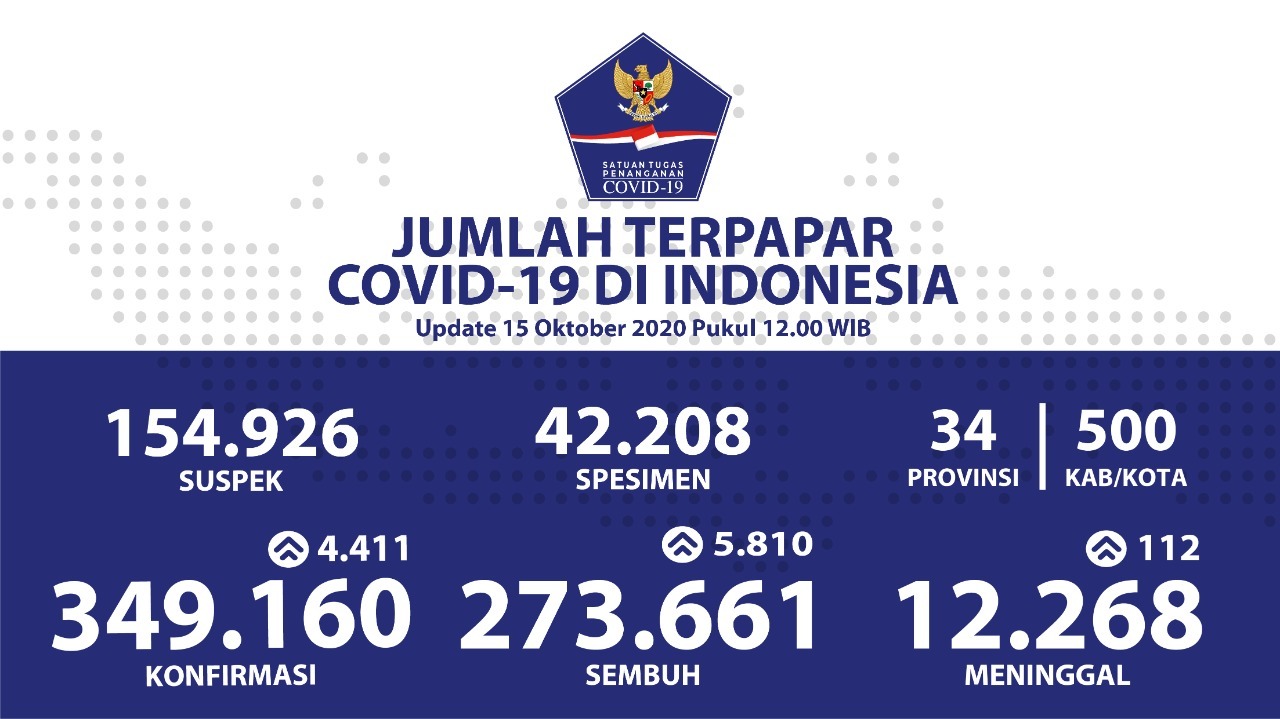 SATUAN TUGAS
PENANGANAN
COVID-19
JUMLAH TERPAPAR
COVID-19 DI INDONESIA
Update 15 Oktober 2020 Pukul 12.00 WIB
154.926
SUSPEK
42.208
SPESIMEN
34
PROVINSI
500
KAB/KOTA
4.411
349.160
KONFIRMASI
5.810
273.661
SEMBUH
112
12.268
MENINGGAL